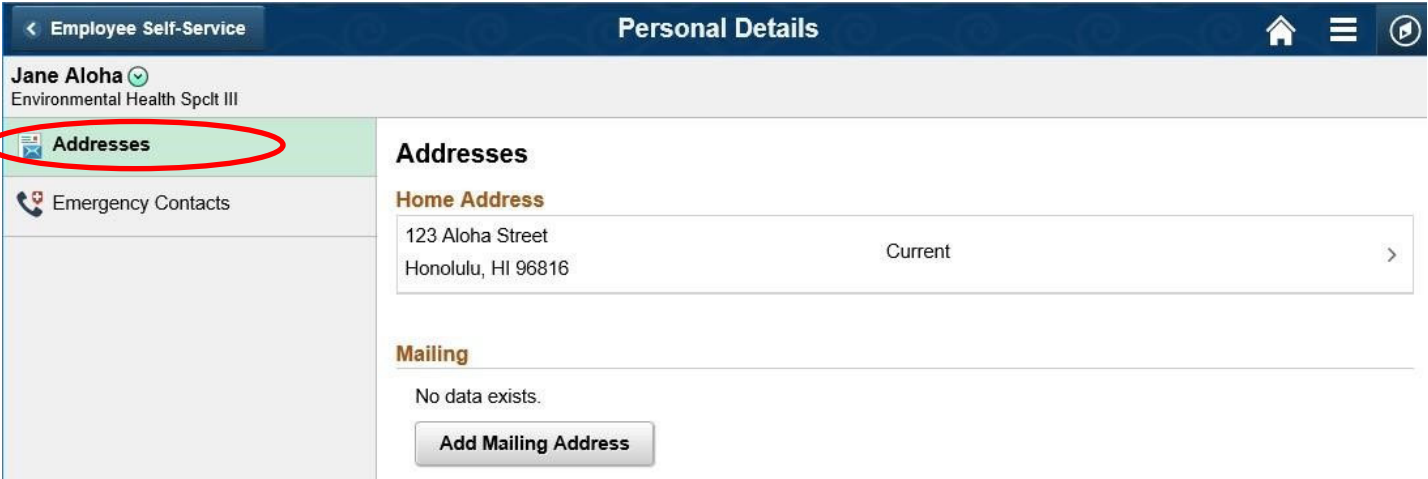 Employee Self-Service
Personal Details
Jane Aloha
Environmental Health Spclt III
Addresses
Emergency Contacts
Addresses
Home Address
123 Aloha Street
Honolulu, HI 96816
Current
Mailing
No data exists.
Add Mailing Address